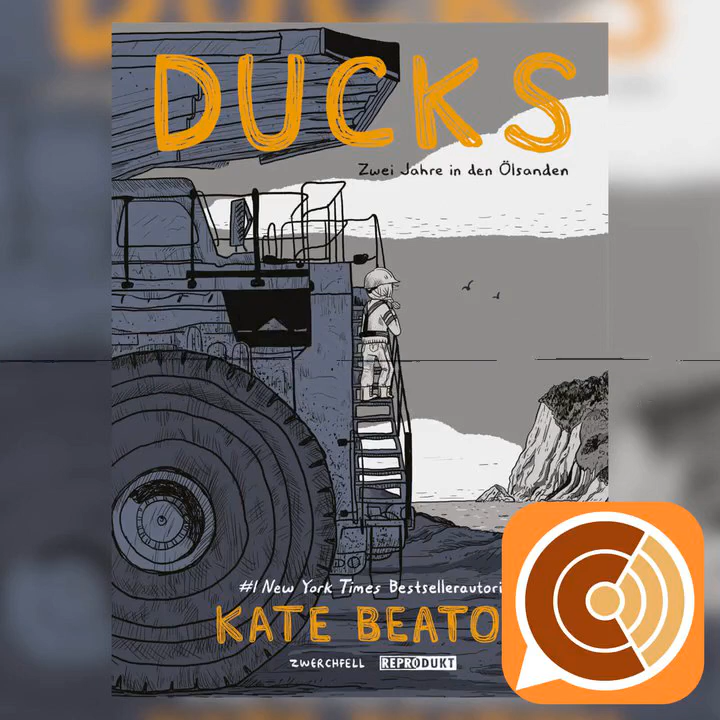 DUCKS
Zwei Jahre in den Ölsanden
#1 New York Times Bestsellerautori
KATE BEATO
ZWERCHFELL REPRODUKT